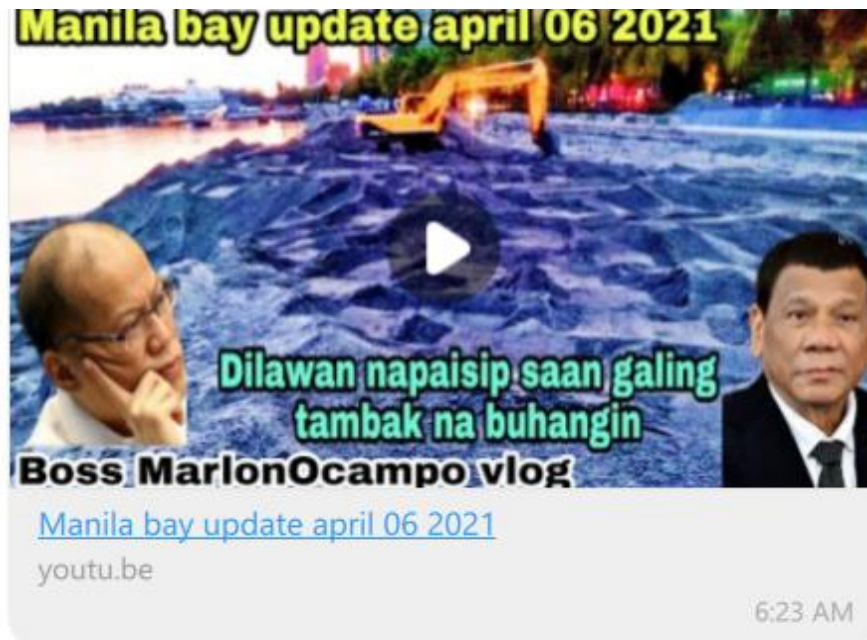 Manila bay update april 06 2021
Dilawan napaisip saan galing
tambak na buhangin
Boss MarlonOcampo vlog
Manila bay update april 06 2021
youtu.be
6:23 AM